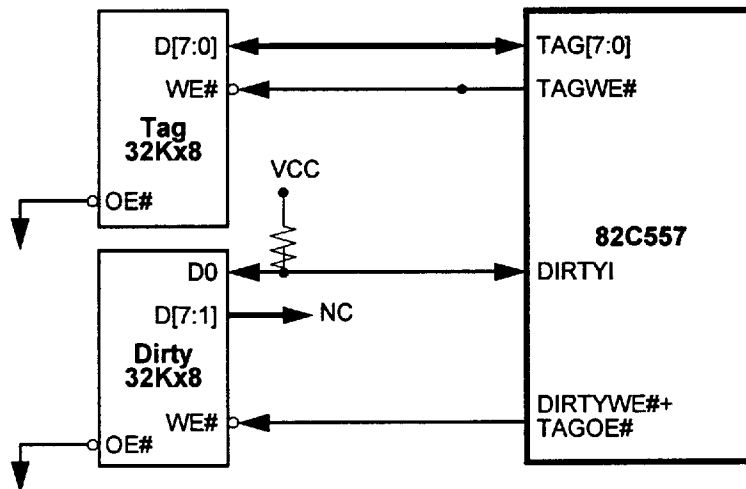 D[7:0]
TAG[7:0]
WE#
TAGWE#
Tag
32Kx8
VCC
OE#
82C557
D0
DIRTYI
D[7:1]
NC
Dirty
32Kx8
DIRTYWE#+
WE#
TAGOE#
OE#